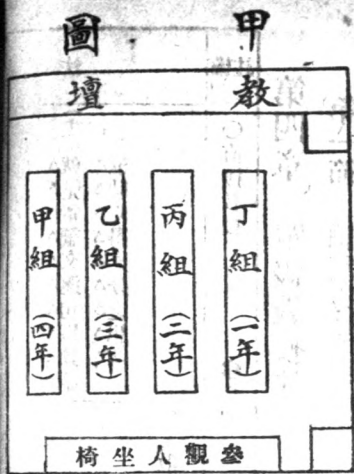 甲圖
教壇
丁組(一年)
丙組(二年)
乙組(三年)
甲組(四年)
參觀人坐椅